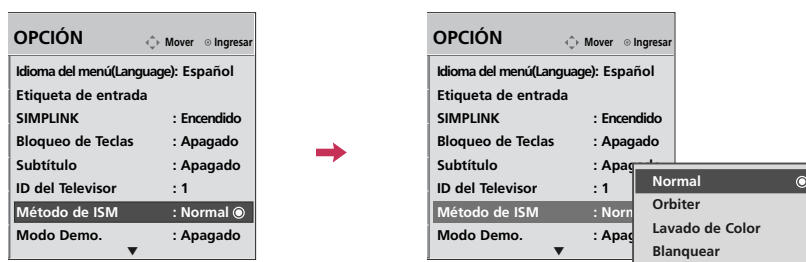 OPCIÓN Mover Ingresar
Idioma del menú(Language): Español
Etiqueta de entrada
SIMPLINK : Encendido
Bloqueo de Teclas : Apagado
Subtítulo : Apagado
ID del Televisor : 1
Método de ISM : Normal
Modo Demo. : Apagado
OPCIÓN Mover Ingresar
Idioma del menú(Language): Español
Etiqueta de entrada
SIMPLINK : Encendido
Bloqueo de Teclas : Apagado
Subtítulo :
ID del Televisor : 1
Método de ISM :
Modo Demo. :
Normal
Orbiter
Lavado de Color
Blanquear